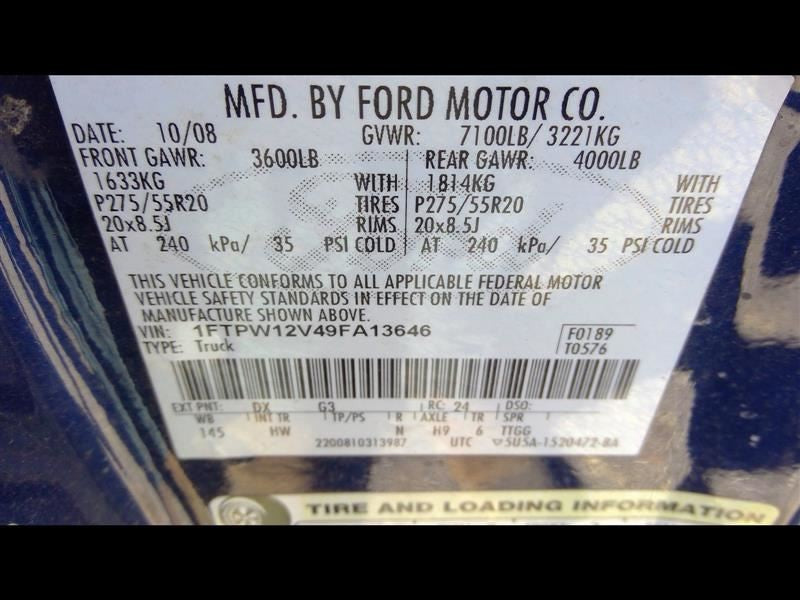 MFD. BY FORD MOTOR CO.
DATE: 10/08 GVWR: 7100LB/ 3221KG
FRONT GAWR: 3600LB REAR GAWR: 4000LB
1633KG WITH 1814KG WITH
P275/55R20 TIRES P275/55R20 TIRES
20x8.5J RIMS 20x8.5J RIMS
AT 240 kPa/ 35 PSI COLD AT 240 kPa/ 35 PSI COLD
THIS VEHICLE CONFORMS TO ALL APPLICABLE FEDERAL MOTOR
VEHICLE SAFETY STANDARDS IN EFFECT ON THE DATE OF
MANUFACTURE SHOWN ABOVE.
VIN: 1FTPW12V49FA13646 F0189
TYPE: Truck T0576
EXT PNT: DX G3 RC: 24 DSO:
WB INT TR TP/PS R AXLE TR SPR
145 HW N H9 6 TTGG
2200810313987 UTC 5U5A-1520472-BA
TIRE AND LOADING INFORMATION